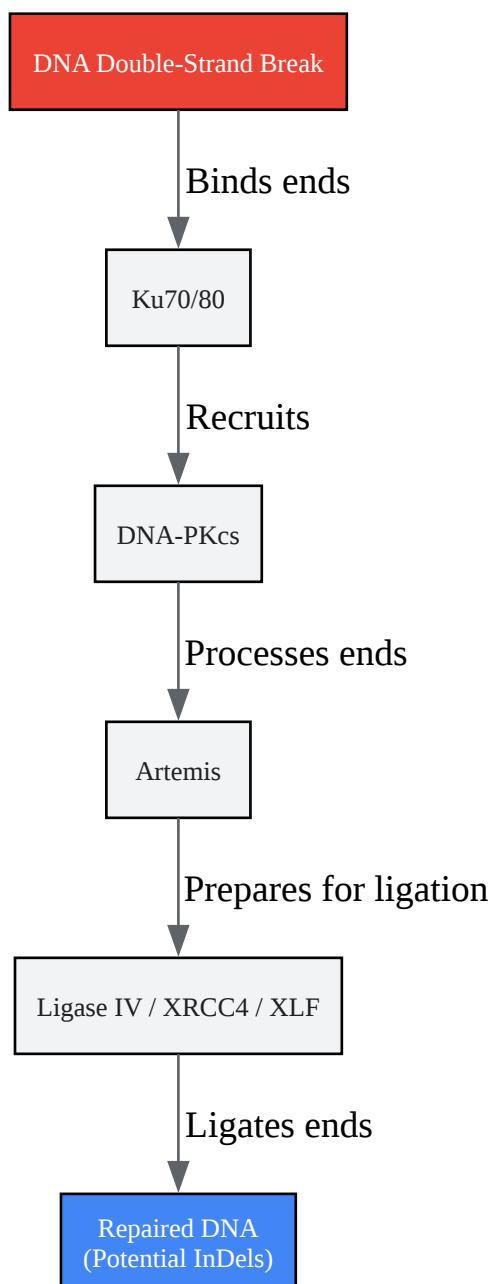 DNA Double-Strand Break
Binds ends
Ku70/80
Recruits
DNA-PKcs
Processes ends
Artemis
Prepares for ligation
Ligase IV / XRCC4 / XLF
Ligates ends
Repaired DNA
(Potential InDels)